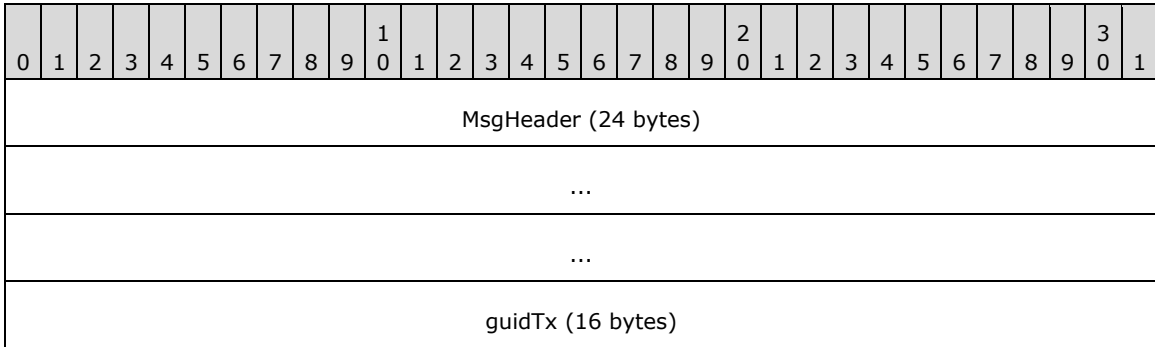 1 2 3
0 1 2 3 4 5 6 7 8 9 0 1 2 3 4 5 6 7 8 9 0 1 2 3 4 5 6 7 8 9 0 1
MsgHeader (24 bytes)
...
...
guidTx (16 bytes)